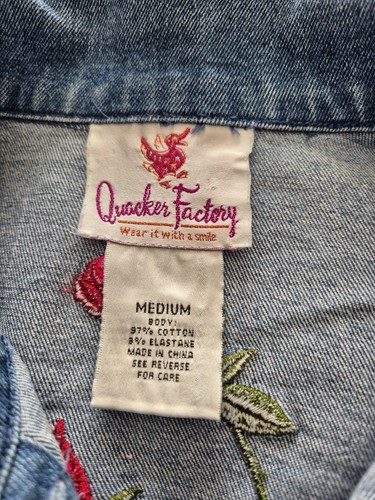 Quacker Factory
Wear it with a smile
MEDIUM
BODY:
97% COTTON
3% ELASTANE
MADE IN CHINA
SEE REVERSE
FOR CARE